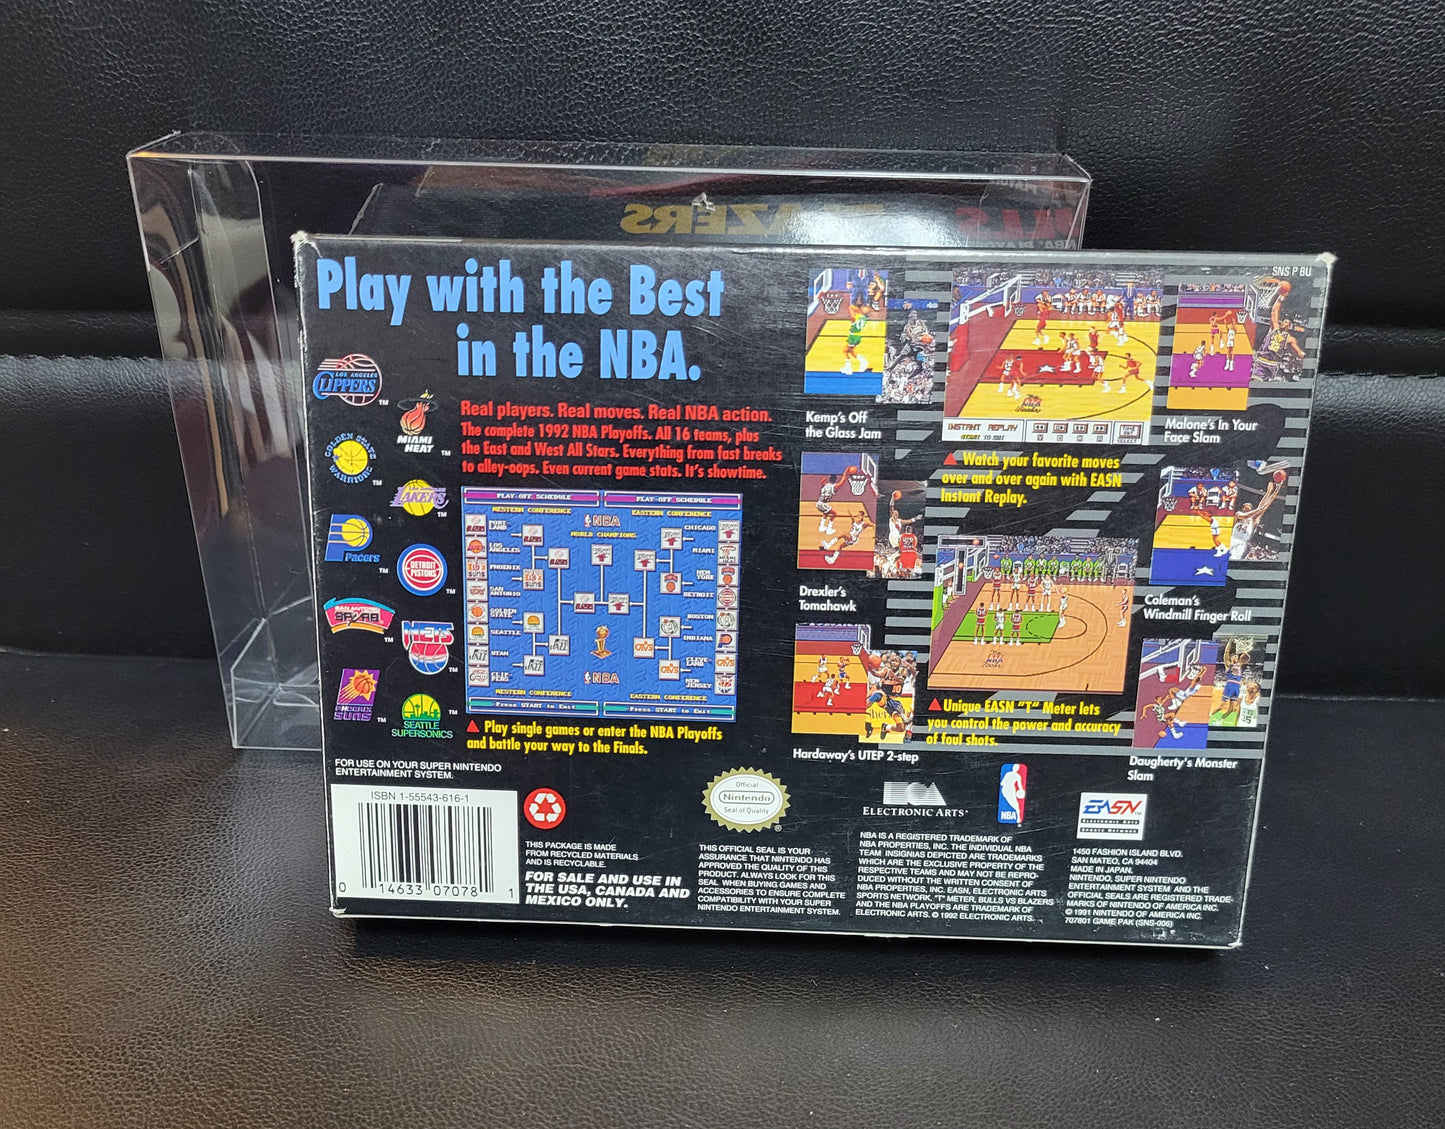 SNS P BU
Play with the Best
in the NBA.
LOS ANGELES
CLIPPERS
MIAMI
HEAT
GOLDEN STATE
WARRIORS
LAKERS
Pacers
DETROIT
PISTONS
SAN ANTONIO
SPURS
NETS
PHOENIX
SUNS
SEATTLE
SUPERSONICS
Real players. Real moves. Real NBA action.
The complete 1992 NBA Playoffs. All 16 teams, plus
the East and West All Stars. Everything from fast breaks
to alley-oops. Even current game stats. It's showtime.
PLAY-OFF SCHEDULE PLAY-OFF SCHEDULE
WESTERN CONFERENCE EASTERN CONFERENCE
NBA
WORLD CHAMPIONS
PORT
LAND
LOS
ANGELES
PHOENIX
SAN
ANTONIO
GOLDEN
STATE
SEATTLE
UTAH
CHICAGO
MIAMI
NEW
YORK
DETROIT
BOSTON
INDIANA
CLEVE
LAND
NEW
JERSEY
NBA
WESTERN CONFERENCE EASTERN CONFERENCE
Press START to Exit Press START to Exit
Play single games or enter the NBA Playoffs
and battle your way to the Finals.
Kemp's Off
the Glass Jam
INSTANT REPLAY
Malone's In Your
Face Slam
Watch your favorite moves
over and over again with EASN
Instant Replay.
Drexler's
Tomahawk
Coleman's
Windmill Finger Roll
Hardaway's UTEP 2-step
Unique EASN "T" Meter lets
you control the power and accuracy
of foul shots.
Daugherty's Monster
Slam
FOR USE ON YOUR SUPER NINTENDO
ENTERTAINMENT SYSTEM.
ISBN 1-55543-616-1
0 14633 07078 1
THIS PACKAGE IS MADE
FROM RECYCLED MATERIALS
AND IS RECYCLABLE.
FOR SALE AND USE IN
THE USA, CANADA AND
MEXICO ONLY.
Official
Nintendo
Seal of Quality
THIS OFFICIAL SEAL IS YOUR
ASSURANCE THAT NINTENDO HAS
APPROVED THE QUALITY OF THIS
PRODUCT. ALWAYS LOOK FOR THIS
SEAL WHEN BUYING GAMES AND
ACCESSORIES TO ENSURE COMPLETE
COMPATIBILITY WITH YOUR SUPER
NINTENDO ENTERTAINMENT SYSTEM.
ELECTRONIC ARTS
NBA
NBA IS A REGISTERED TRADEMARK OF
NBA PROPERTIES, INC. THE INDIVIDUAL NBA
TEAM INSIGNIAS DEPICTED ARE TRADEMARKS
WHICH ARE THE EXCLUSIVE PROPERTY OF THE
RESPECTIVE TEAMS AND MAY NOT BE REPRO-
DUCED WITHOUT THE WRITTEN CONSENT OF
NBA PROPERTIES, INC. EASN, ELECTRONIC ARTS
SPORTS NETWORK, "T" METER, BULLS VS BLAZERS
AND THE NBA PLAYOFFS ARE TRADEMARK OF
ELECTRONIC ARTS. © 1992 ELECTRONIC ARTS.
EASN
Electronic Arts
Sports Network
1450 FASHION ISLAND BLVD.
SAN MATEO, CA 94404
MADE IN JAPAN.
NINTENDO, SUPER NINTENDO
ENTERTAINMENT SYSTEM AND THE
OFFICIAL SEALS ARE REGISTERED TRADE-
MARKS OF NINTENDO OF AMERICA INC.
© 1991 NINTENDO OF AMERICA INC.
707801 GAME PAK (SNS-006)